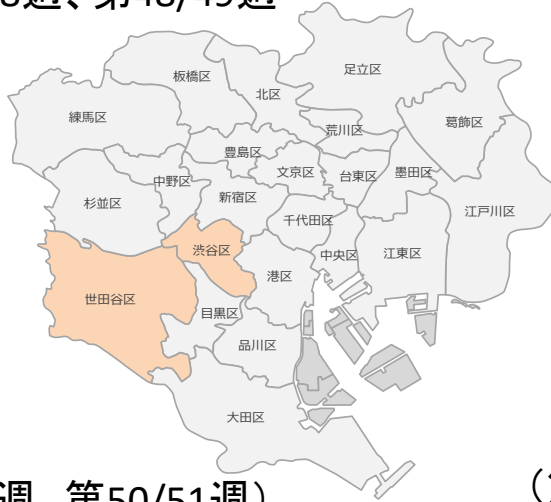 週、第48/49週
足立区
板橋区
北区
練馬区
葛飾区
荒川区
豊島区
文京区
台東区
墨田区
中野区
杉並区
新宿区
江戸川区
千代田区
渋谷区
中央区
江東区
港区
世田谷区
目黒区
品川区
大田区
週、第50/51週)
(